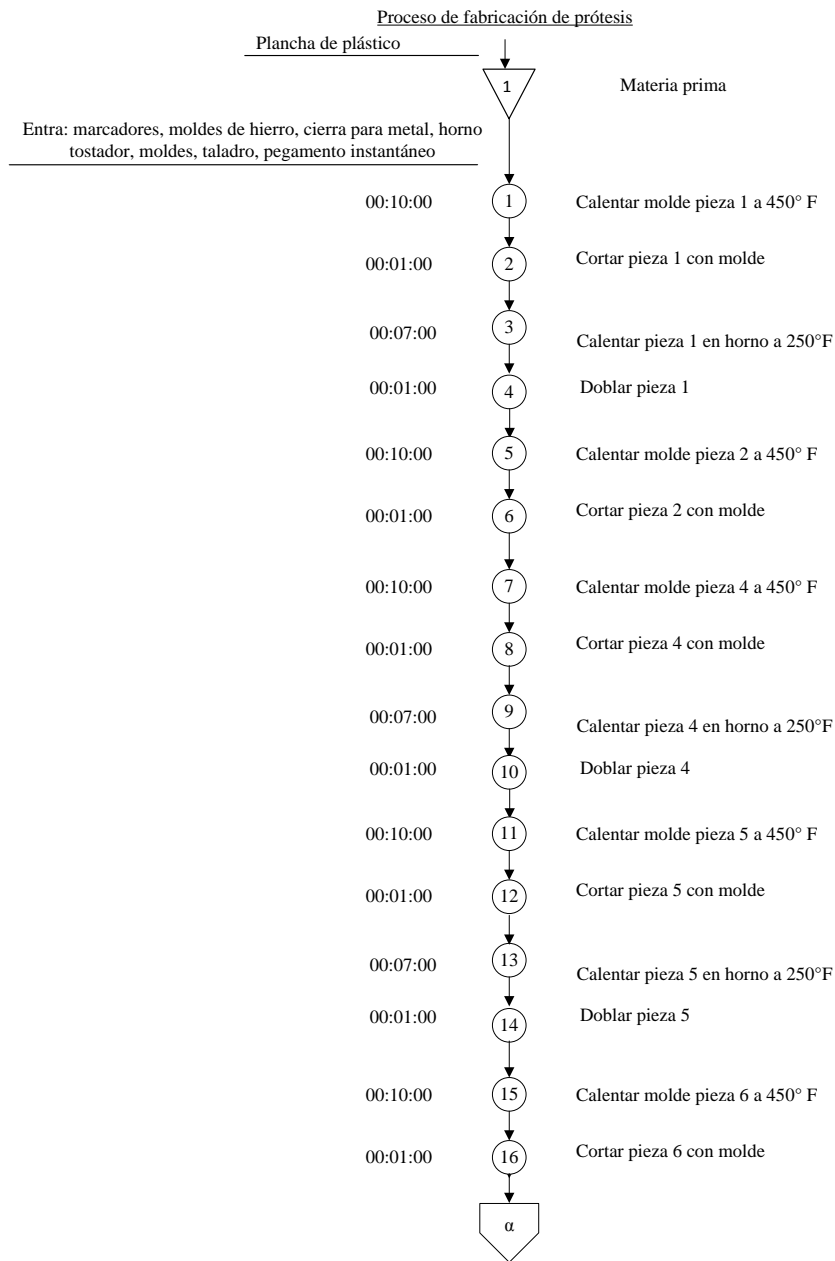 Proceso de fabricación de prótesis
Plancha de plástico
1
Materia prima
Entra: marcadores, moldes de hierro, cierra para metal, horno
tostador, moldes, taladro, pegamento instantáneo
00:10:00 1 Calentar molde pieza 1 a 450° F
00:01:00 2 Cortar pieza 1 con molde
00:07:00 3 Calentar pieza 1 en horno a 250°F
00:01:00 4 Doblar pieza 1
00:10:00 5 Calentar molde pieza 2 a 450° F
00:01:00 6 Cortar pieza 2 con molde
00:10:00 7 Calentar molde pieza 4 a 450° F
00:01:00 8 Cortar pieza 4 con molde
00:07:00 9 Calentar pieza 4 en horno a 250°F
00:01:00 10 Doblar pieza 4
00:10:00 11 Calentar molde pieza 5 a 450° F
00:01:00 12 Cortar pieza 5 con molde
00:07:00 13 Calentar pieza 5 en horno a 250°F
00:01:00 14 Doblar pieza 5
00:10:00 15 Calentar molde pieza 6 a 450° F
00:01:00 16 Cortar pieza 6 con molde
α